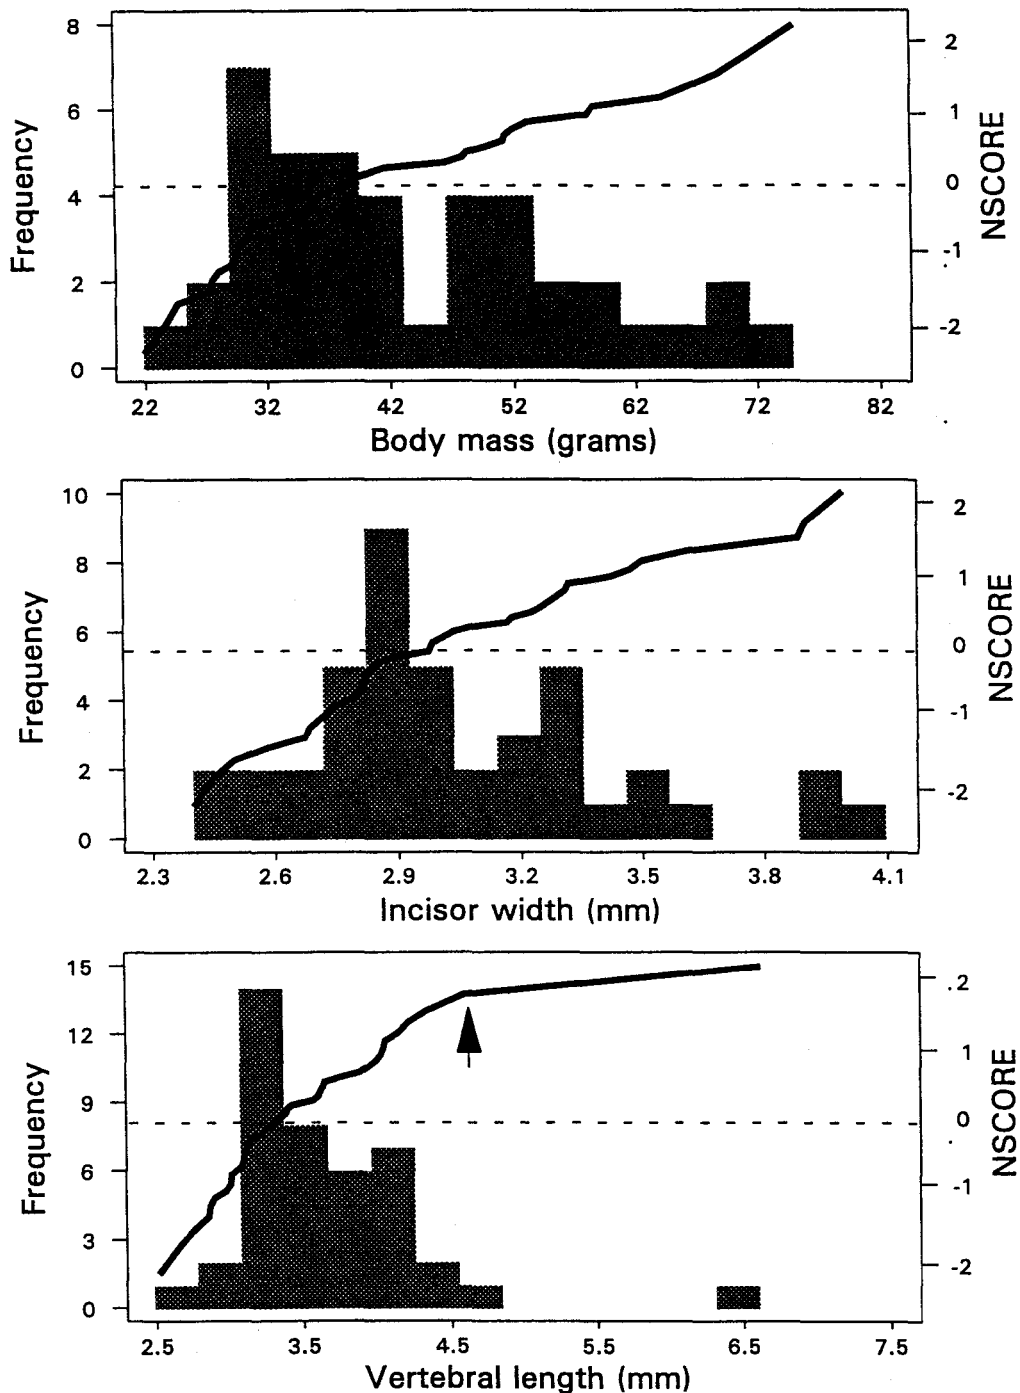 8
6
4
2
0
Frequency
2
1
0
-1
-2
NSCORE
22 32 42 52 62 72 82
Body mass (grams)
10
8
6
4
2
0
Frequency
2
1
0
-1
-2
NSCORE
2.3 2.6 2.9 3.2 3.5 3.8 4.1
Incisor width (mm)
15
12
9
6
3
0
Frequency
.2
1
0
-1
-2
NSCORE
2.5 3.5 4.5 5.5 6.5 7.5
Vertebral length (mm)